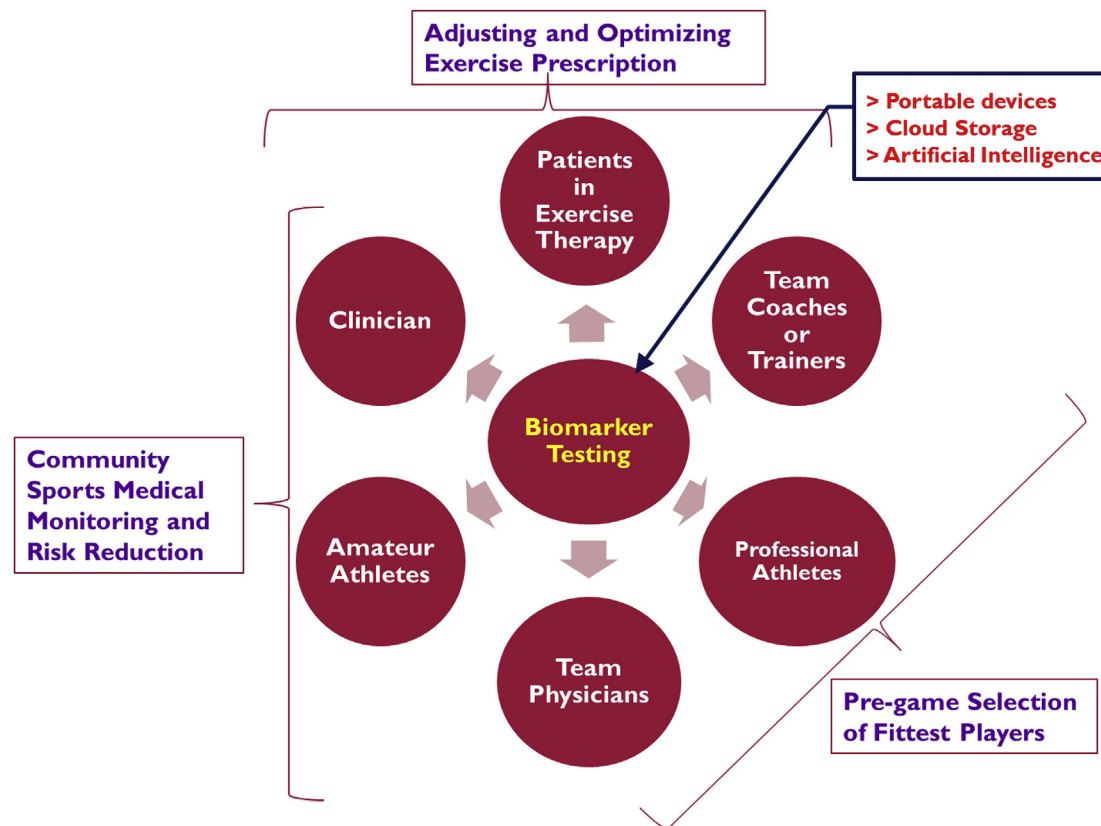 Adjusting and Optimizing
Exercise Prescription
> Portable devices
> Cloud Storage
> Artificial Intelligence
Patients
in
Exercise
Therapy
Clinician
Team
Coaches
or
Trainers
Biomarker
Testing
Community
Sports Medical
Monitoring and
Risk Reduction
Amateur
Athletes
Professional
Athletes
Team
Physicians
Pre-game Selection
of Fittest Players